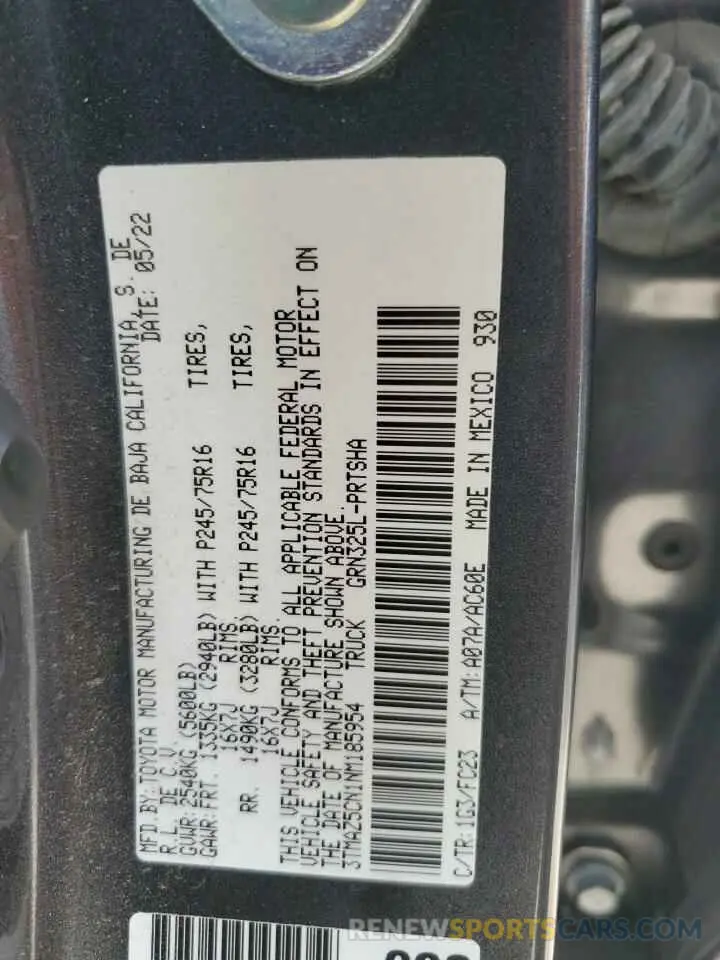 MFD.BY: TOYOTA MOTOR MANUFACTURING DE BAJA CALIFORNIA, S. DE
R. L. DE C.V. DATE: 05/22
GVWR: 2540KG (5600LB)
GAWR: FRT. 1335KG (2940LB) WITH P245/75R16 TIRES,
16X7J RIMS.
RR. 1490KG (3280LB) WITH P245/75R16 TIRES,
16X7J RIMS.
THIS VEHICLE CONFORMS TO ALL APPLICABLE FEDERAL MOTOR
VEHICLE SAFETY AND THEFT PREVENTION STANDARDS IN EFFECT ON
THE DATE OF MANUFACTURE SHOWN ABOVE.
3TMAZ5CN1NM185954 TRUCK GRN325L-PRTSHA
C/TR: 1G3/FC23 A/TM: A07A/AC60E MADE IN MEXICO 930
RENEWSPORTSCARS.COM